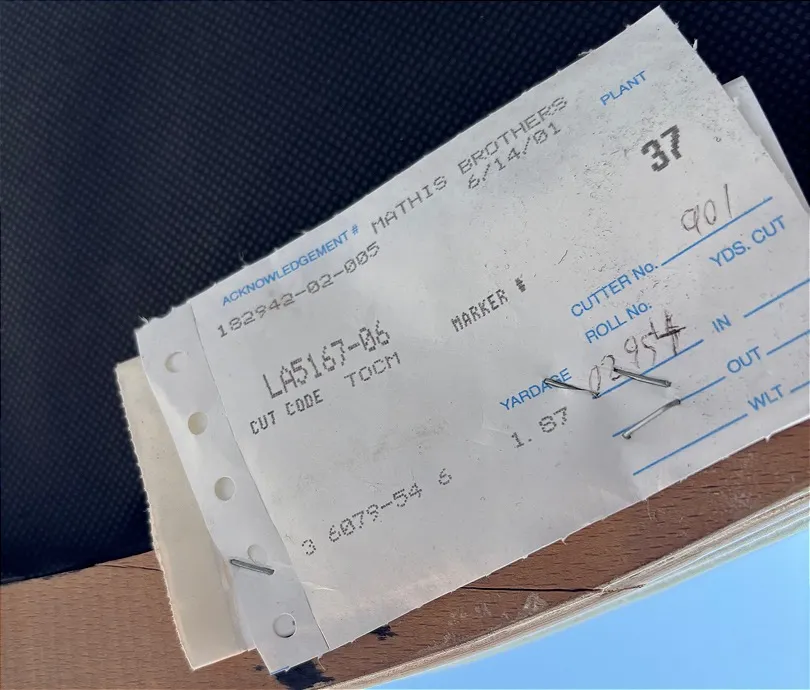 ACKNOWLEDGEMENT # MATHIS BROTHERS PLANT
182942-02-005 6/14/01 37
LA5167-06 MARKER # CUTTER No. 901
CUT CODE TOCM ROLL No. YDS. CUT
YARDAGE 02954 IN
3 6079-54 6 1.87 OUT
WLT